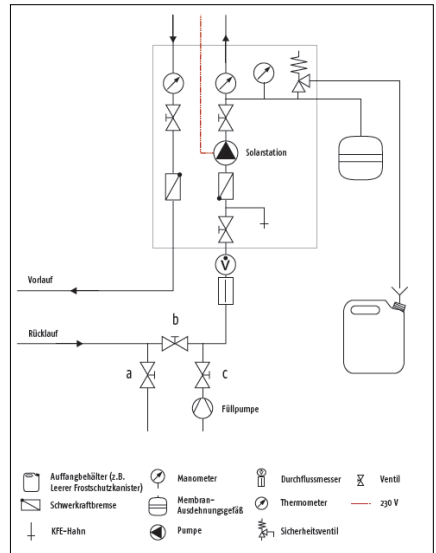 Solarstation
V
Vorlauf
Rücklauf
b
a
c
Füllpumpe
Auffangbehälter (z.B.
Leerer Frostschutzkanister)
Manometer
Durchflussmesser
Ventil
Schwerkraftbremse
Membran-
Ausdehnungsgefäß
Thermometer
230 V
KFE-Hahn
Pumpe
Sicherheitsventil